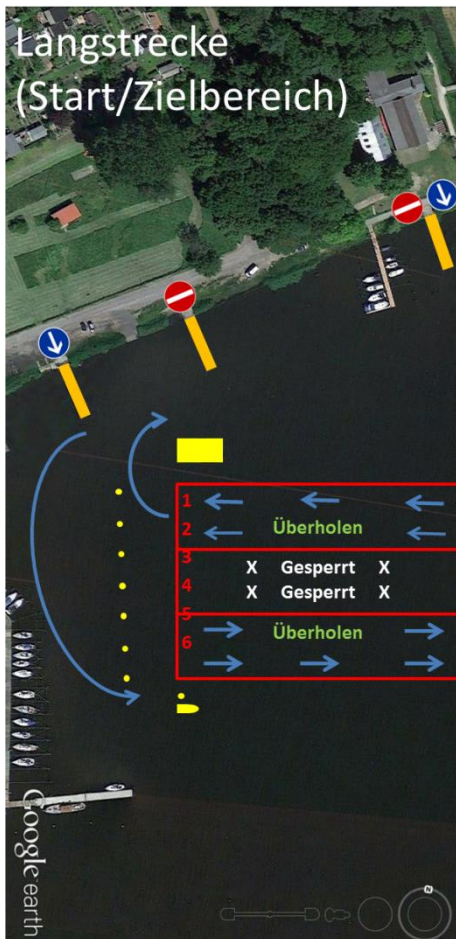 Langstrecke
(Start/Zielbereich)
1
2 Überholen
3 X Gesperrt X
4 X Gesperrt X
5
6 Überholen
Google earth
N